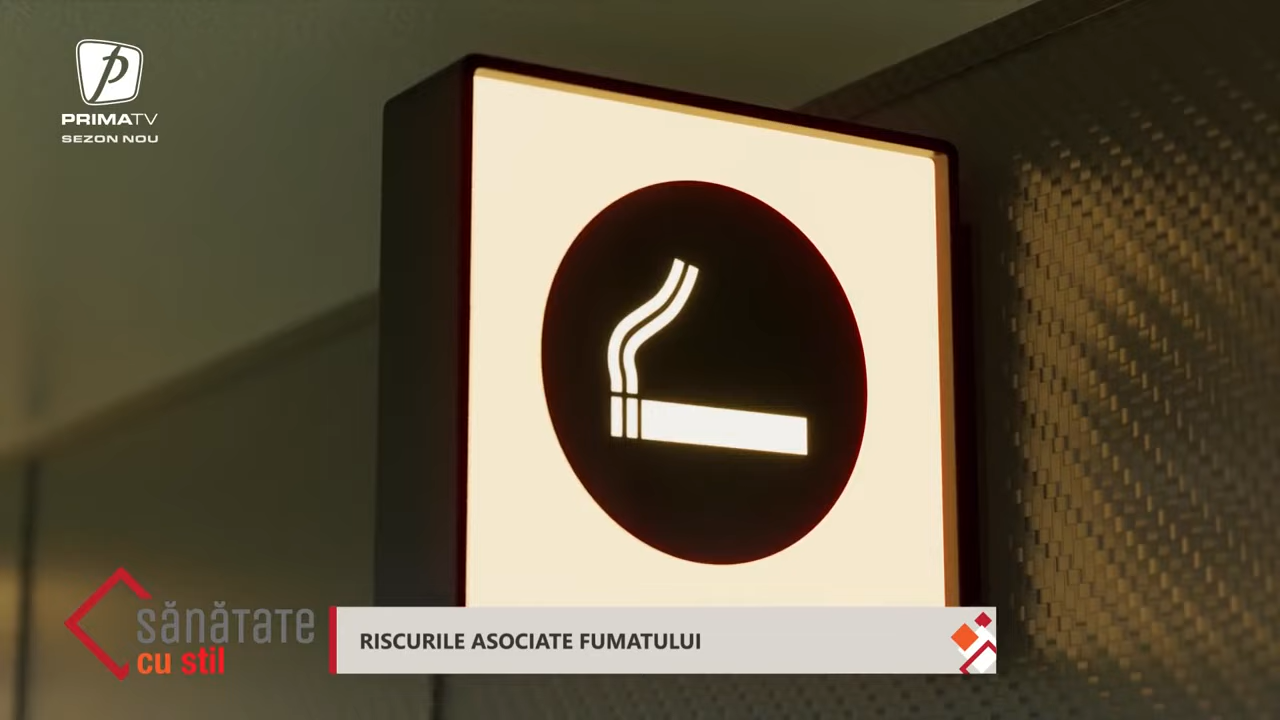 PRIMATV
SEZON NOU
sănătate
cu stil
RISCURILE ASOCIATE FUMATULUI